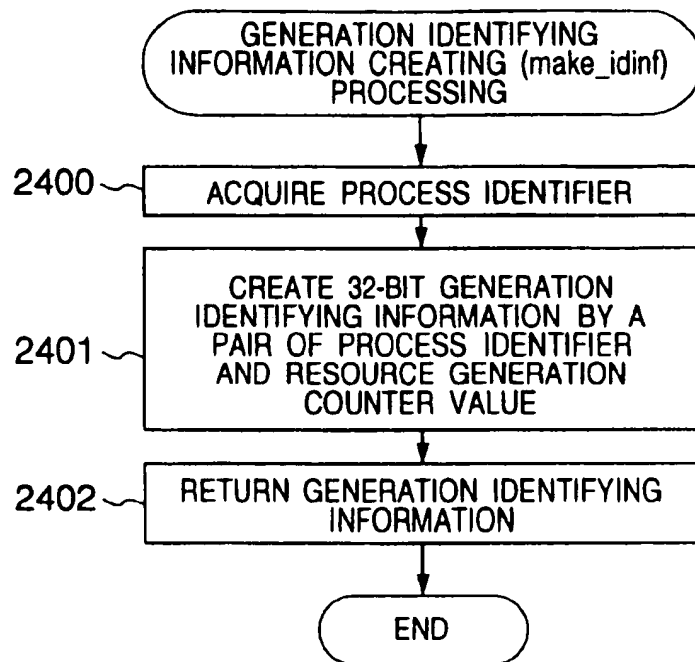 GENERATION IDENTIFYING
INFORMATION CREATING (make_idinf)
PROCESSING
2400
ACQUIRE PROCESS IDENTIFIER
CREATE 32-BIT GENERATION
IDENTIFYING INFORMATION BY A
PAIR OF PROCESS IDENTIFIER
AND RESOURCE GENERATION
COUNTER VALUE
2401
RETURN GENERATION IDENTIFYING
INFORMATION
2402
END